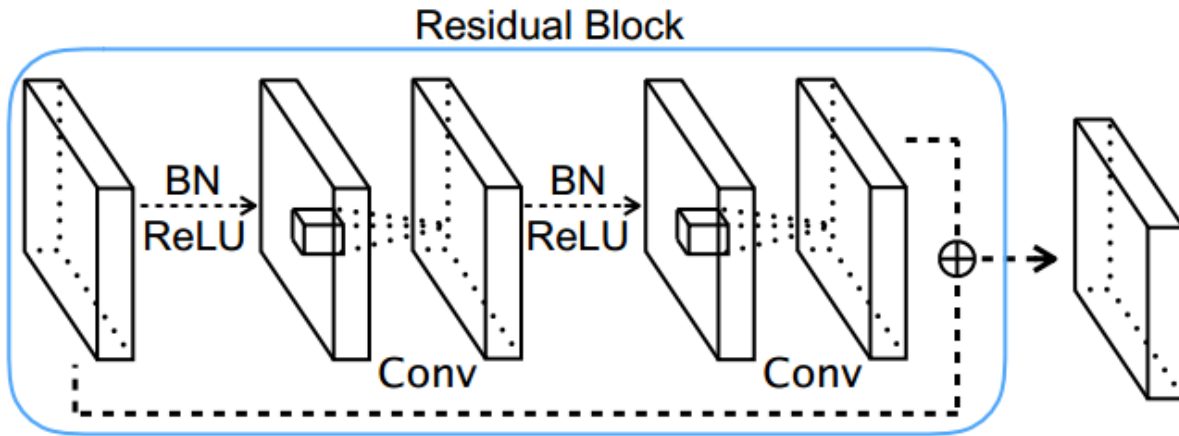 Residual Block
BN
ReLU
Conv
BN
ReLU
Conv